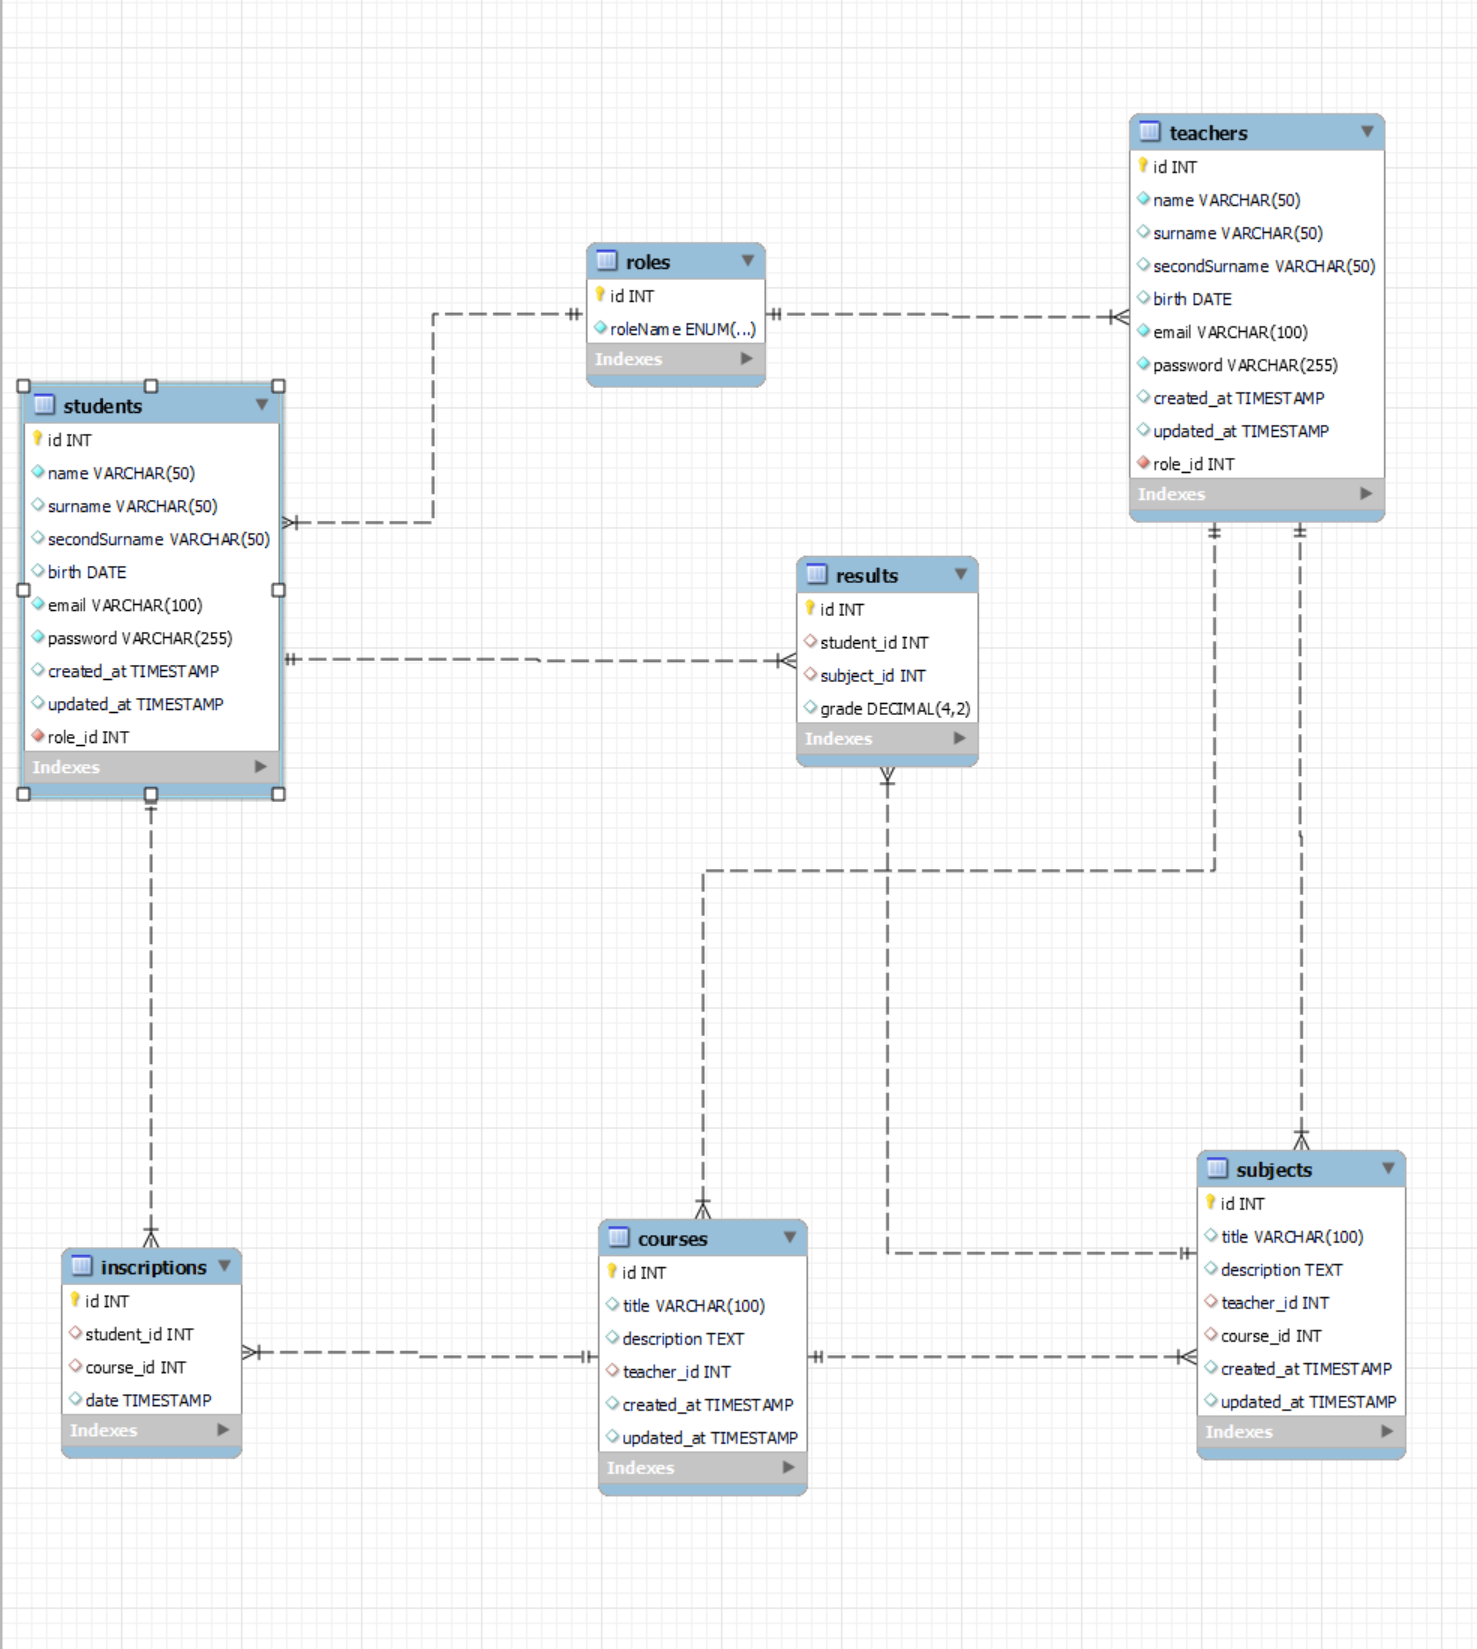 teachers
id INT
name VARCHAR(50)
surname VARCHAR(50)
secondSurname VARCHAR(50)
birth DATE
email VARCHAR(100)
password VARCHAR(255)
created_at TIMESTAMP
updated_at TIMESTAMP
role_id INT
Indexes
roles
id INT
roleName ENUM(...)
Indexes
students
id INT
name VARCHAR(50)
surname VARCHAR(50)
secondSurname VARCHAR(50)
birth DATE
email VARCHAR(100)
password VARCHAR(255)
created_at TIMESTAMP
updated_at TIMESTAMP
role_id INT
Indexes
results
id INT
student_id INT
subject_id INT
grade DECIMAL(4,2)
Indexes
subjects
id INT
title VARCHAR(100)
description TEXT
teacher_id INT
course_id INT
created_at TIMESTAMP
updated_at TIMESTAMP
Indexes
courses
id INT
title VARCHAR(100)
description TEXT
teacher_id INT
created_at TIMESTAMP
updated_at TIMESTAMP
Indexes
inscriptions
id INT
student_id INT
course_id INT
date TIMESTAMP
Indexes